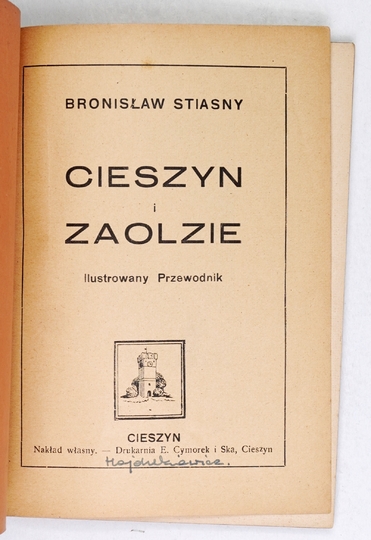 BRONISŁAW STIASNY
CIESZYN
i
ZAOLZIE
Ilustrowany Przewodnik
CIESZYN
Nakład własny. — Drukarnia E. Cymorek i Ska, Cieszyn